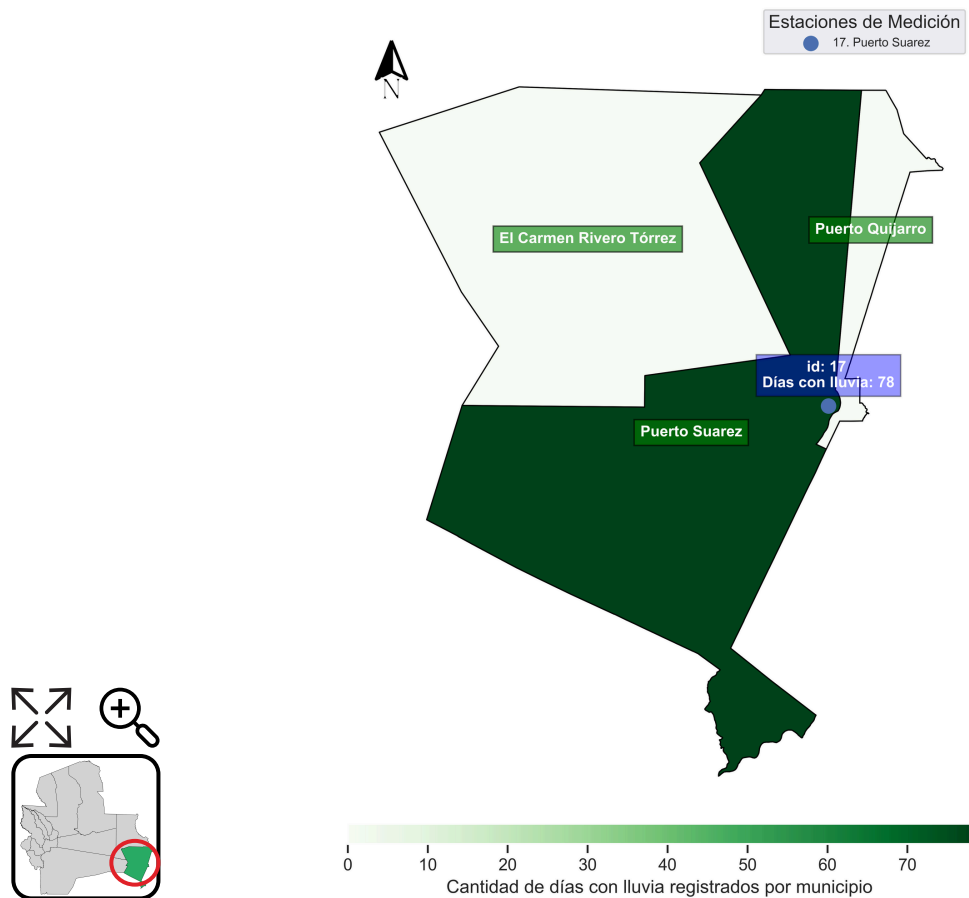 Estaciones de Medición
17. Puerto Suarez
N
El Carmen Rivero Tórrez
Puerto Quijarro
id: 17
Días con lluvia: 78
Puerto Suarez
0 10 20 30 40 50 60 70
Cantidad de días con lluvia registrados por municipio